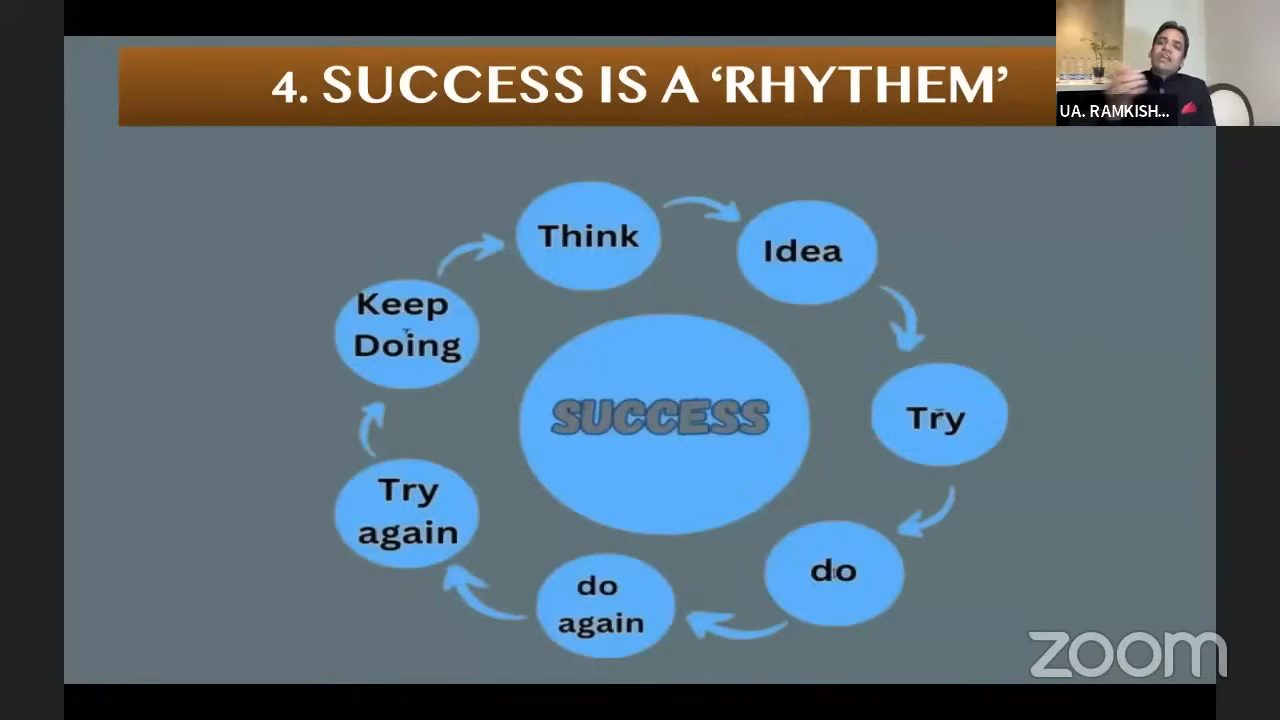 4. SUCCESS IS A ‘RHYTHEM’
UA. RAMKISH...
Think
Idea
Keep
Doing
SUCCESS
Try
Try
again
do
do
again
zoom